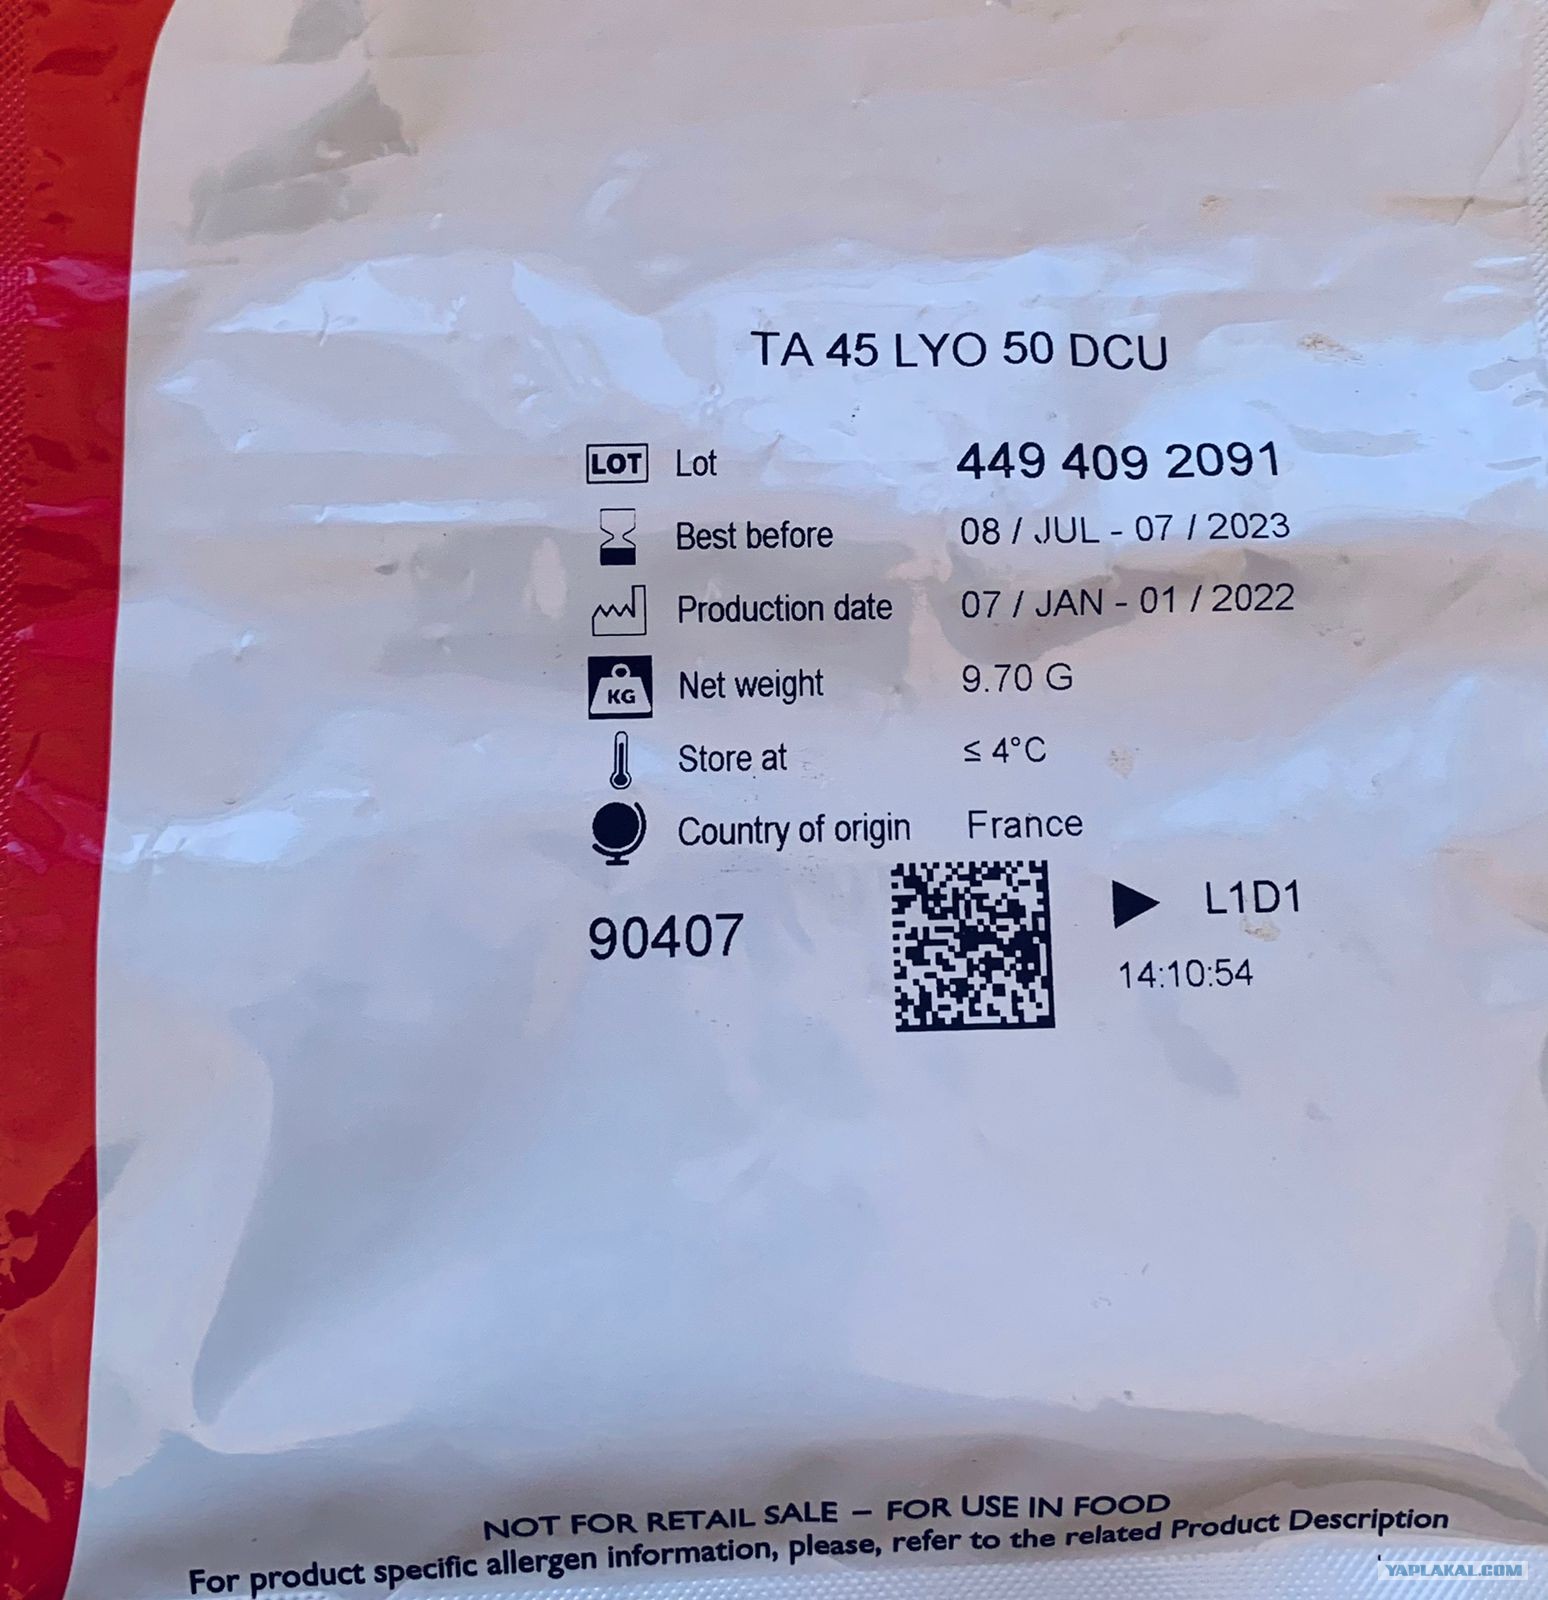 TA 45 LYO 50 DCU
LOT Lot 449 409 2091
Best before 08 / JUL - 07 / 2023
Production date 07 / JAN - 01 / 2022
KG Net weight 9.70 G
Store at ≤ 4°C
Country of origin France
90407
L1D1
14:10:54
NOT FOR RETAIL SALE – FOR USE IN FOOD
For product specific allergen information, please, refer to the related Product Description
YAPLAKAL.COM